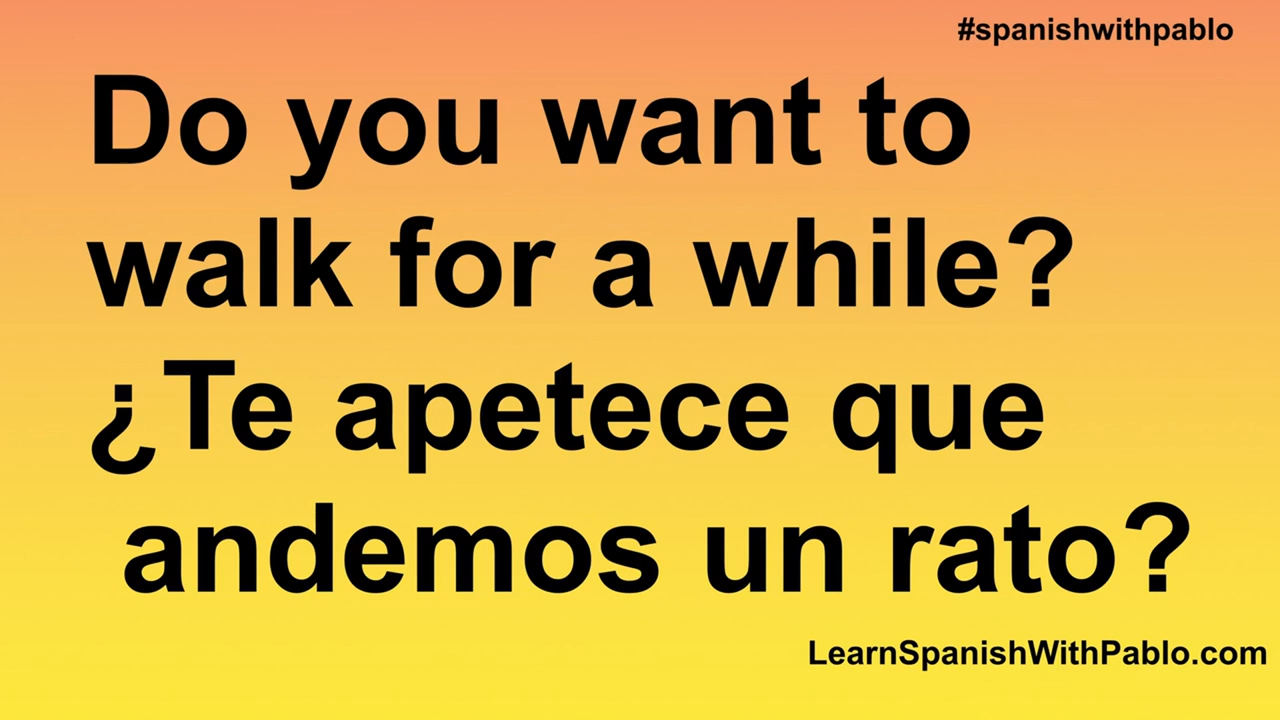 #spanishwithpablo
Do you want to
walk for a while?
¿Te apetece que
andemos un rato?
LearnSpanishWithPablo.com